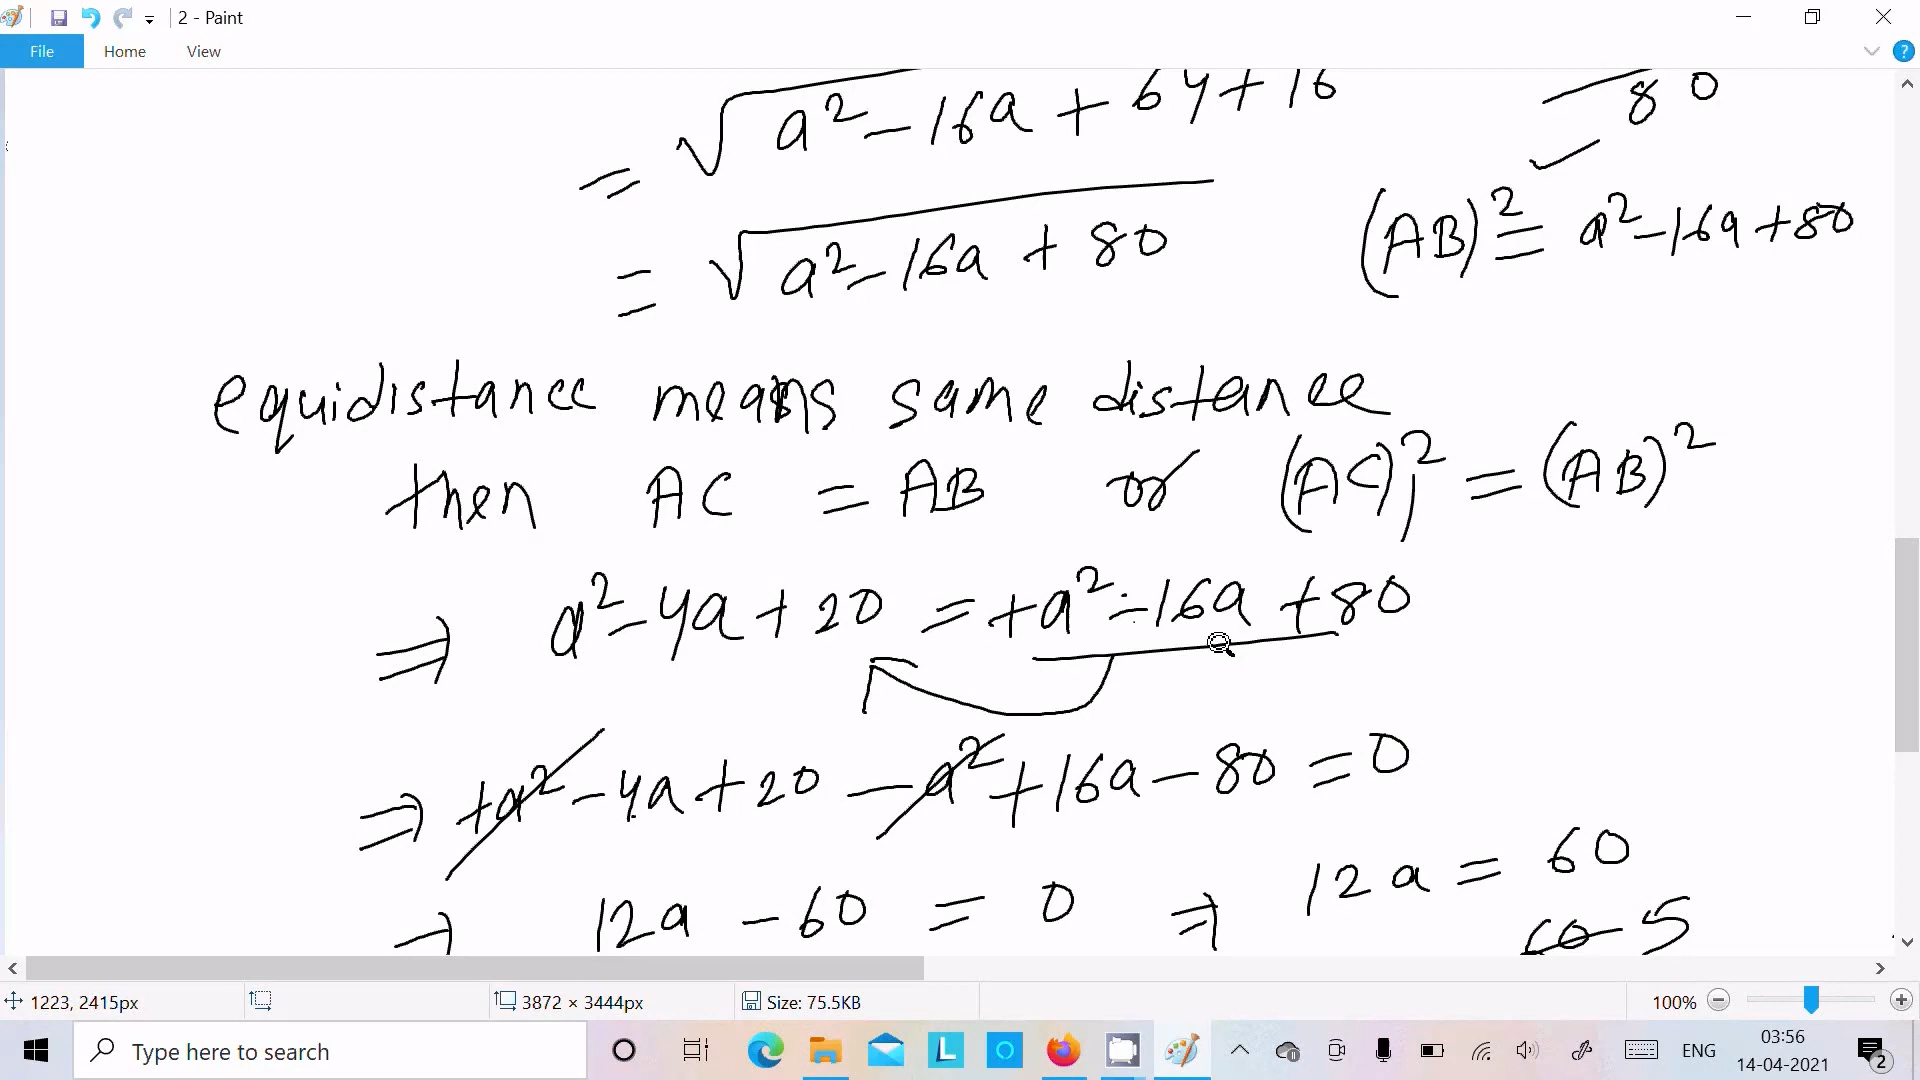 2 - Paint
File Home View
= √a²-16a+64+16
80
= √a²-16a+80
(AB)² = a²-16a+80
equidistance means same distance
then AC = AB or (AC)² = (AB)²
⇒ a²-4a+20 = +a²-16a+80
⇒ +a²-4a+20-a²+16a-80=0
⇒ 12a-60 = 0 ⇒ 12a = 60
60 5
1223, 2415px 3872 × 3444px Size: 75.5KB 100%
Type here to search
ENG
03:56
14-04-2021
2